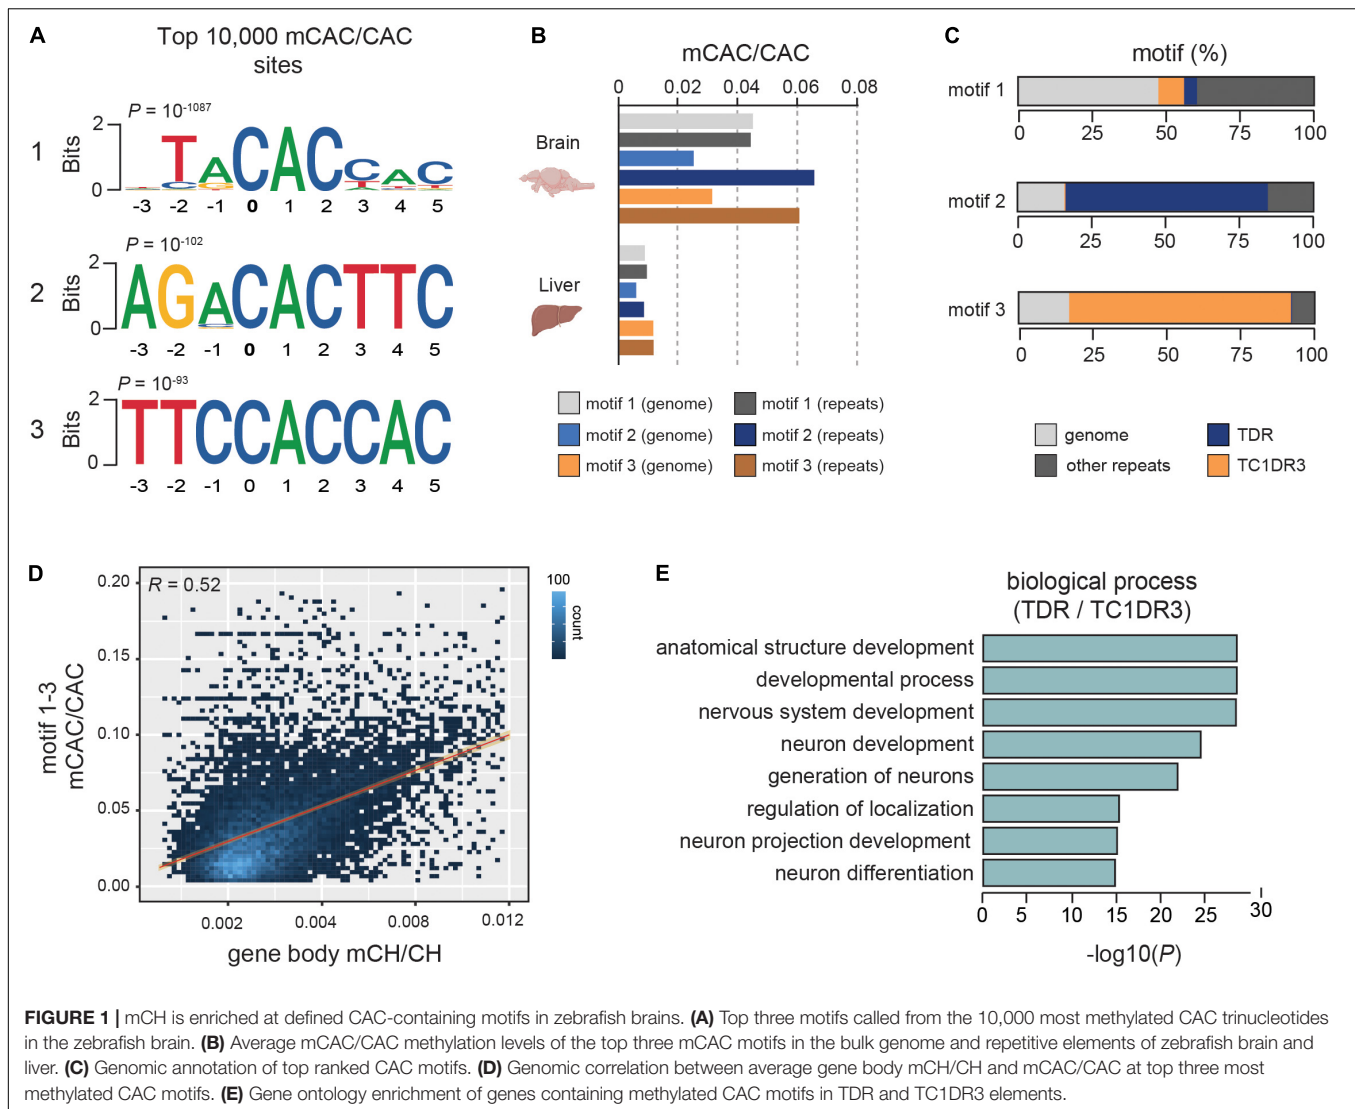 A
Top 10,000 mCAC/CAC
sites
P = 10-1087
1
Bits
2
0
TACACCAC
-3 -2 -1 0 1 2 3 4 5
P = 10-102
2
Bits
2
0
AGACACTTC
-3 -2 -1 0 1 2 3 4 5
P = 10-93
3
Bits
2
0
TTCCACCAC
-3 -2 -1 0 1 2 3 4 5
B
mCAC/CAC
0 0.02 0.04 0.06 0.08
Brain
Liver
motif 1 (genome) motif 1 (repeats)
motif 2 (genome) motif 2 (repeats)
motif 3 (genome) motif 3 (repeats)
C
motif (%)
motif 1
0 25 50 75 100
motif 2
0 25 50 75 100
motif 3
0 25 50 75 100
genome TDR
other repeats TC1DR3
D
R = 0.52
100
count
0.20
0.15
0.10
0.05
0.00
motif 1-3
mCAC/CAC
0.002 0.004 0.008 0.012
gene body mCH/CH
E
biological process
(TDR / TC1DR3)
anatomical structure development
developmental process
nervous system development
neuron development
generation of neurons
regulation of localization
neuron projection development
neuron differentiation
0 5 10 15 20 25 30
-log10(P)
FIGURE 1 | mCH is enriched at defined CAC-containing motifs in zebrafish brains. (A) Top three motifs called from the 10,000 most methylated CAC trinucleotides
in the zebrafish brain. (B) Average mCAC/CAC methylation levels of the top three mCAC motifs in the bulk genome and repetitive elements of zebrafish brain and
liver. (C) Genomic annotation of top ranked CAC motifs. (D) Genomic correlation between average gene body mCH/CH and mCAC/CAC at top three most
methylated CAC motifs. (E) Gene ontology enrichment of genes containing methylated CAC motifs in TDR and TC1DR3 elements.